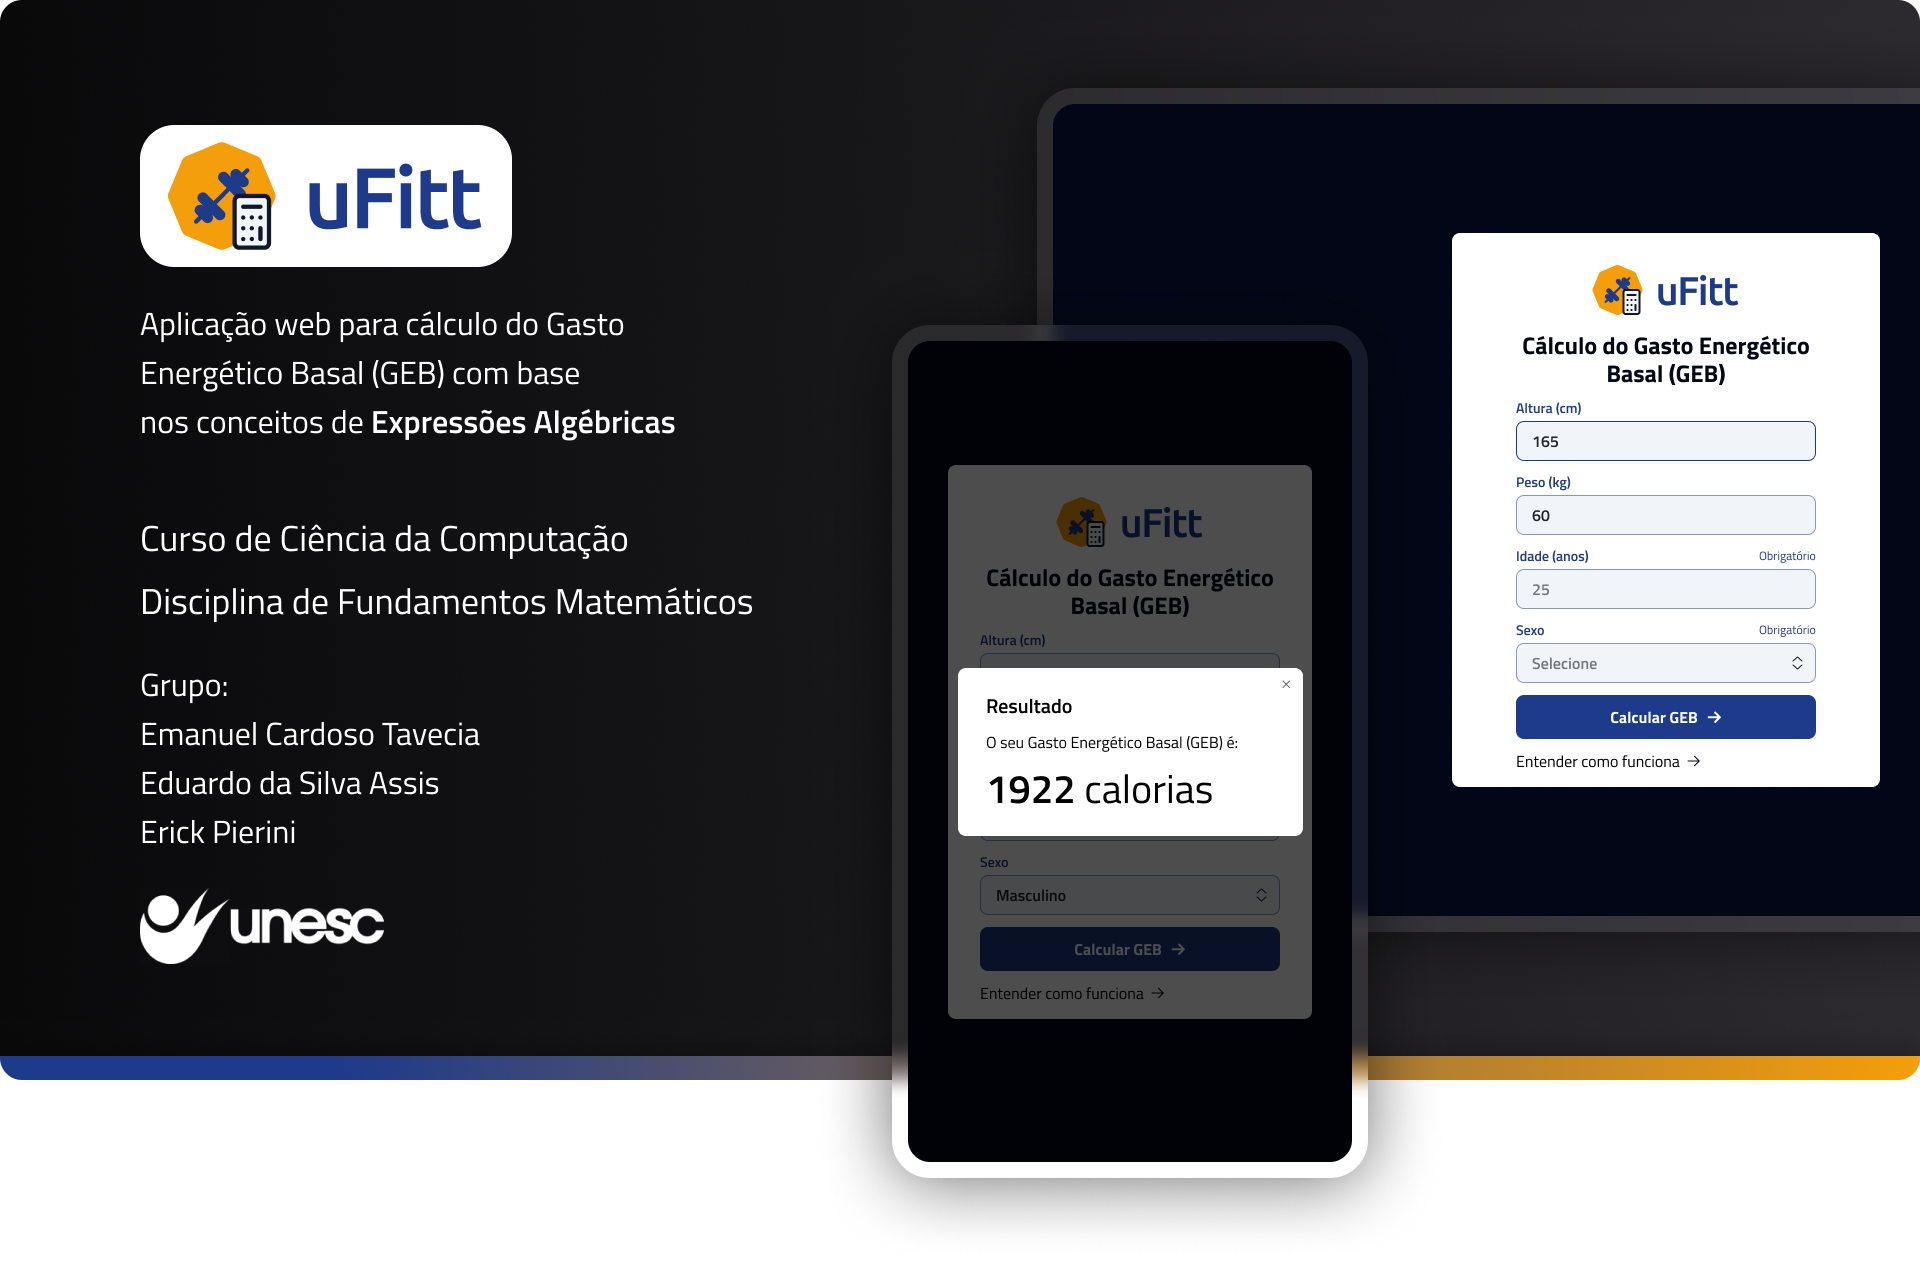 uFitt
Aplicação web para cálculo do Gasto
Energético Basal (GEB) com base
nos conceitos de Expressões Algébricas
Curso de Ciência da Computação
Disciplina de Fundamentos Matemáticos
Grupo:
Emanuel Cardoso Tavecia
Eduardo da Silva Assis
Erick Pierini
unesc
uFitt
Cálculo do Gasto Energético
Basal (GEB)
Altura (cm)
Resultado
O seu Gasto Energético Basal (GEB) é:
1922 calorias
Sexo
Masculino
Calcular GEB
Entender como funciona
uFitt
Cálculo do Gasto Energético
Basal (GEB)
Altura (cm)
165
Peso (kg)
60
Idade (anos) Obrigatório
25
Sexo Obrigatório
Selecione
Calcular GEB
Entender como funciona